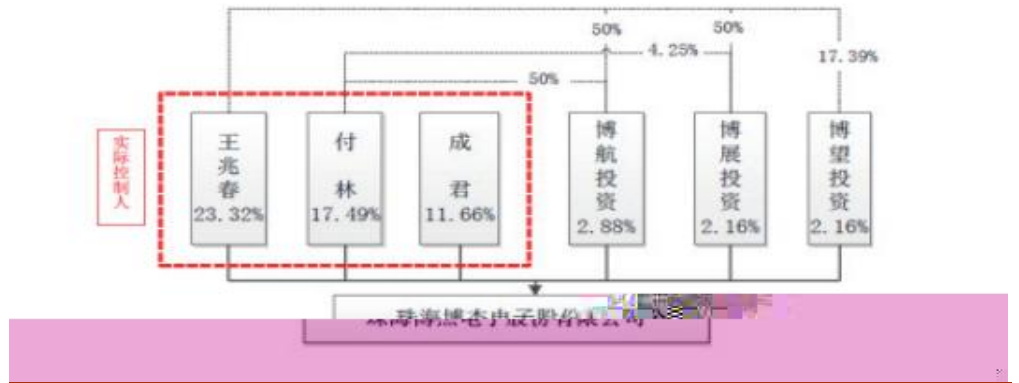 50% 50%
4.25%
17.39%
50%
实际控制人
王兆春
23.32%
付林
17.49%
成君
11.66%
博航投资
2.88%
博展投资
2.16%
博望投资
2.16%